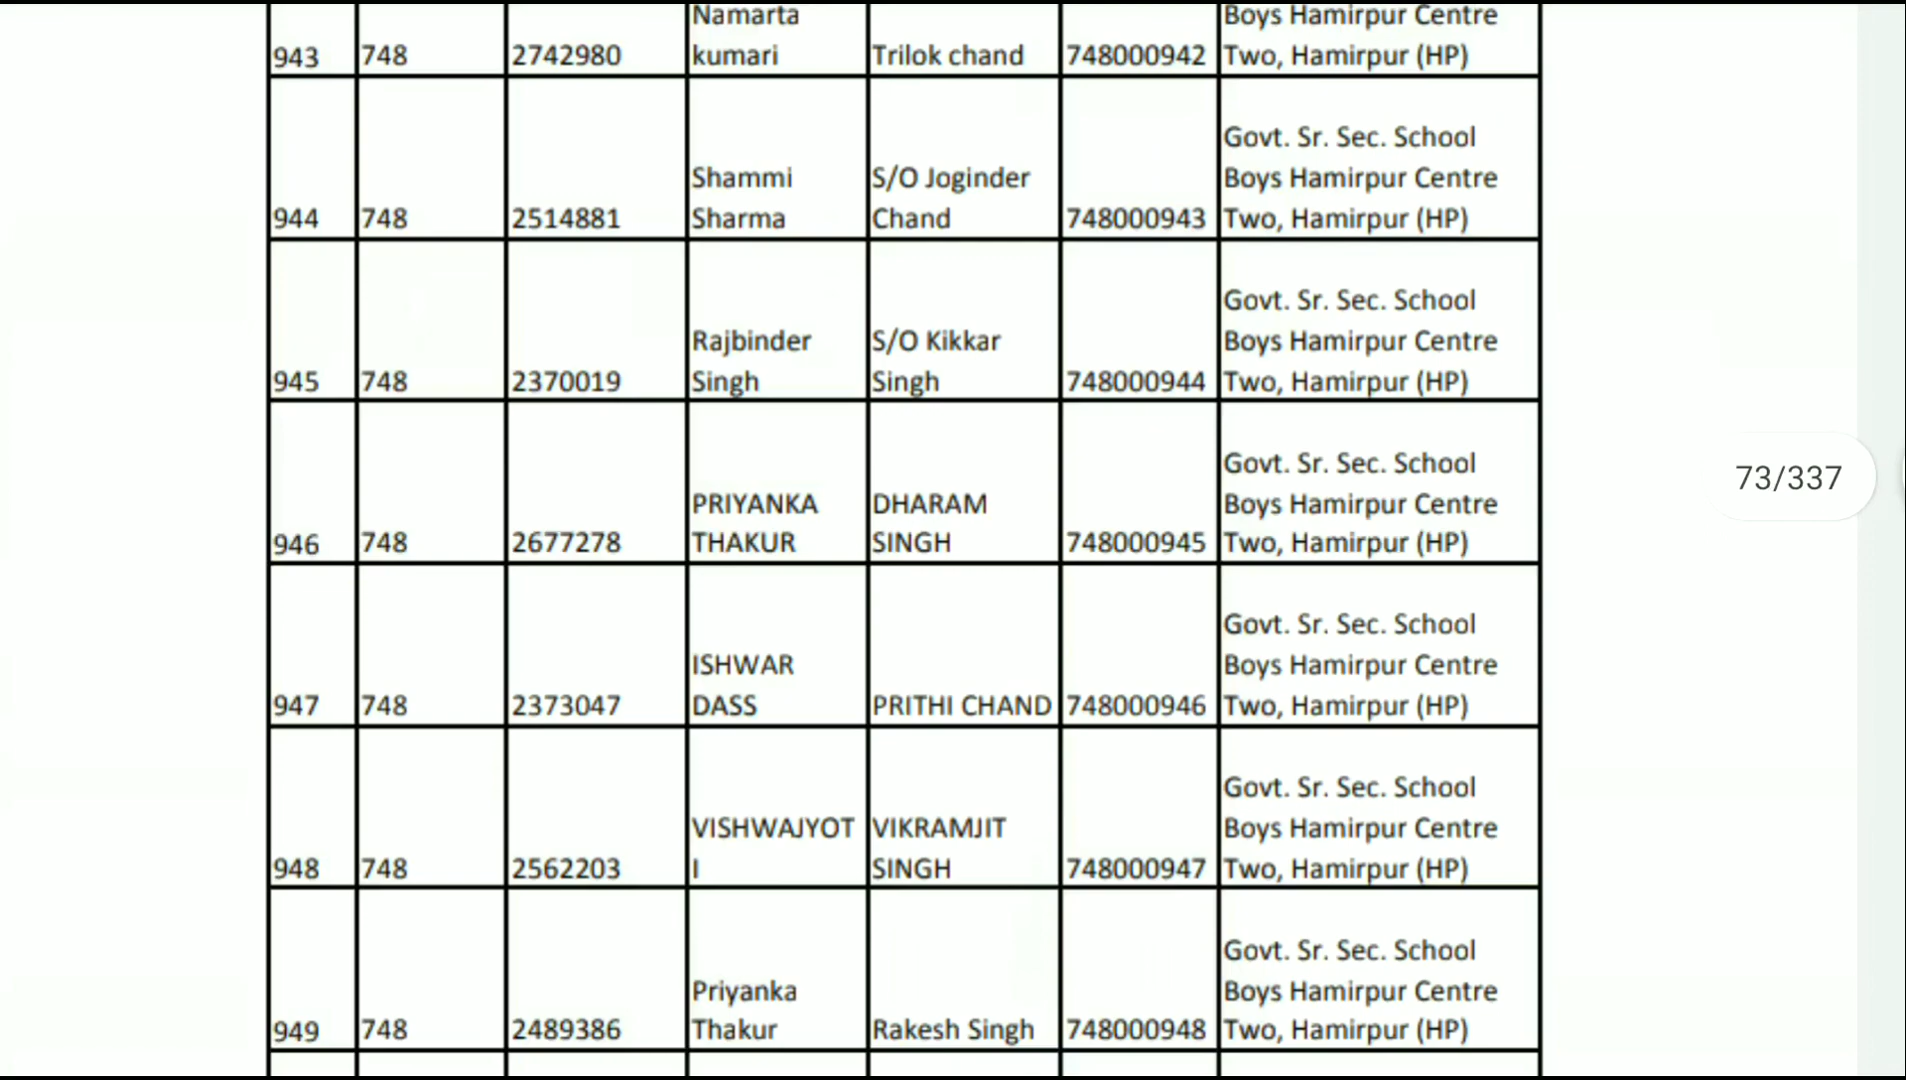 Namarta Boys Hamirpur Centre
943 748 2742980 kumari Trilok chand 748000942 Two, Hamirpur (HP)
Govt. Sr. Sec. School
Shammi S/O Joginder Boys Hamirpur Centre
944 748 2514881 Sharma Chand 748000943 Two, Hamirpur (HP)
Govt. Sr. Sec. School
Rajbinder S/O Kikkar Boys Hamirpur Centre
945 748 2370019 Singh Singh 748000944 Two, Hamirpur (HP)
Govt. Sr. Sec. School
73/337
PRIYANKA DHARAM Boys Hamirpur Centre
946 748 2677278 THAKUR SINGH 748000945 Two, Hamirpur (HP)
Govt. Sr. Sec. School
ISHWAR Boys Hamirpur Centre
947 748 2373047 DASS PRITHI CHAND 748000946 Two, Hamirpur (HP)
Govt. Sr. Sec. School
VISHWAJYOT VIKRAMJIT Boys Hamirpur Centre
948 748 2562203 I SINGH 748000947 Two, Hamirpur (HP)
Govt. Sr. Sec. School
Priyanka Boys Hamirpur Centre
949 748 2489386 Thakur Rakesh Singh 748000948 Two, Hamirpur (HP)